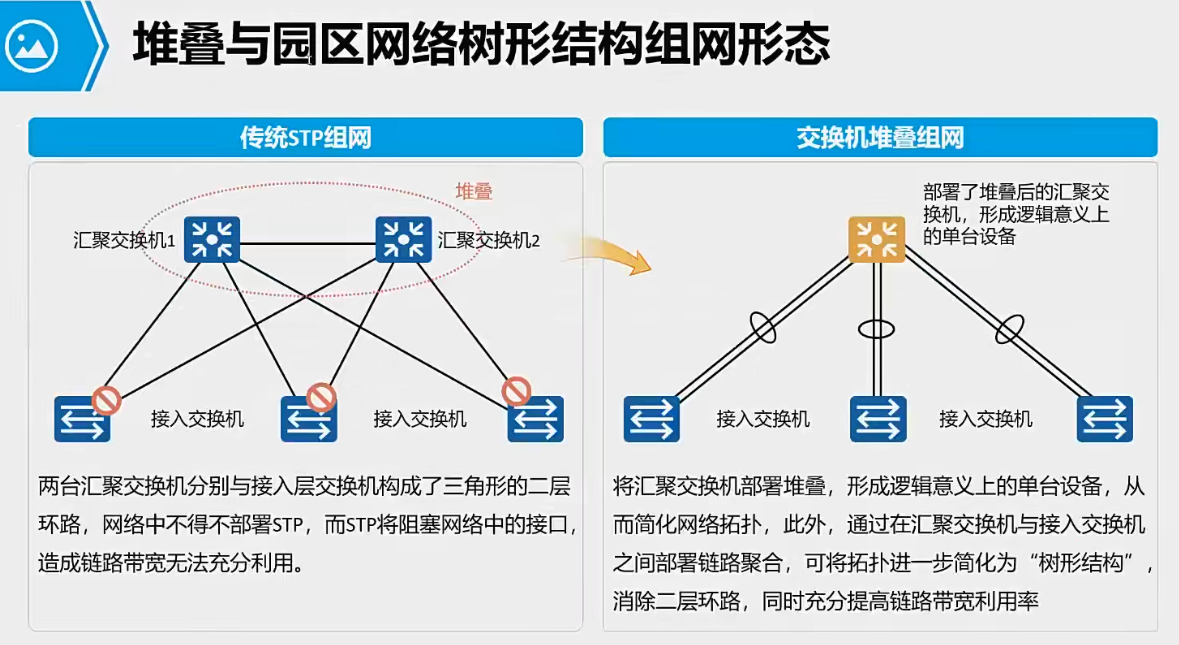 堆叠与园区网络树形结构组网形态
传统STP组网
堆叠
汇聚交换机1
汇聚交换机2
接入交换机
接入交换机
两台汇聚交换机分别与接入层交换机构成了三角形的二层
环路，网络中不得不部署STP，而STP将阻塞网络中的接口，
造成链路带宽无法充分利用。
交换机堆叠组网
部署了堆叠后的汇聚交
换机，形成逻辑意义上
的单台设备
接入交换机
接入交换机
将汇聚交换机部署堆叠，形成逻辑意义上的单台设备，从
而简化网络拓扑，此外，通过在汇聚交换机与接入交换机
之间部署链路聚合，可将拓扑进一步简化为“树形结构”，
消除二层环路，同时充分提高链路带宽利用率